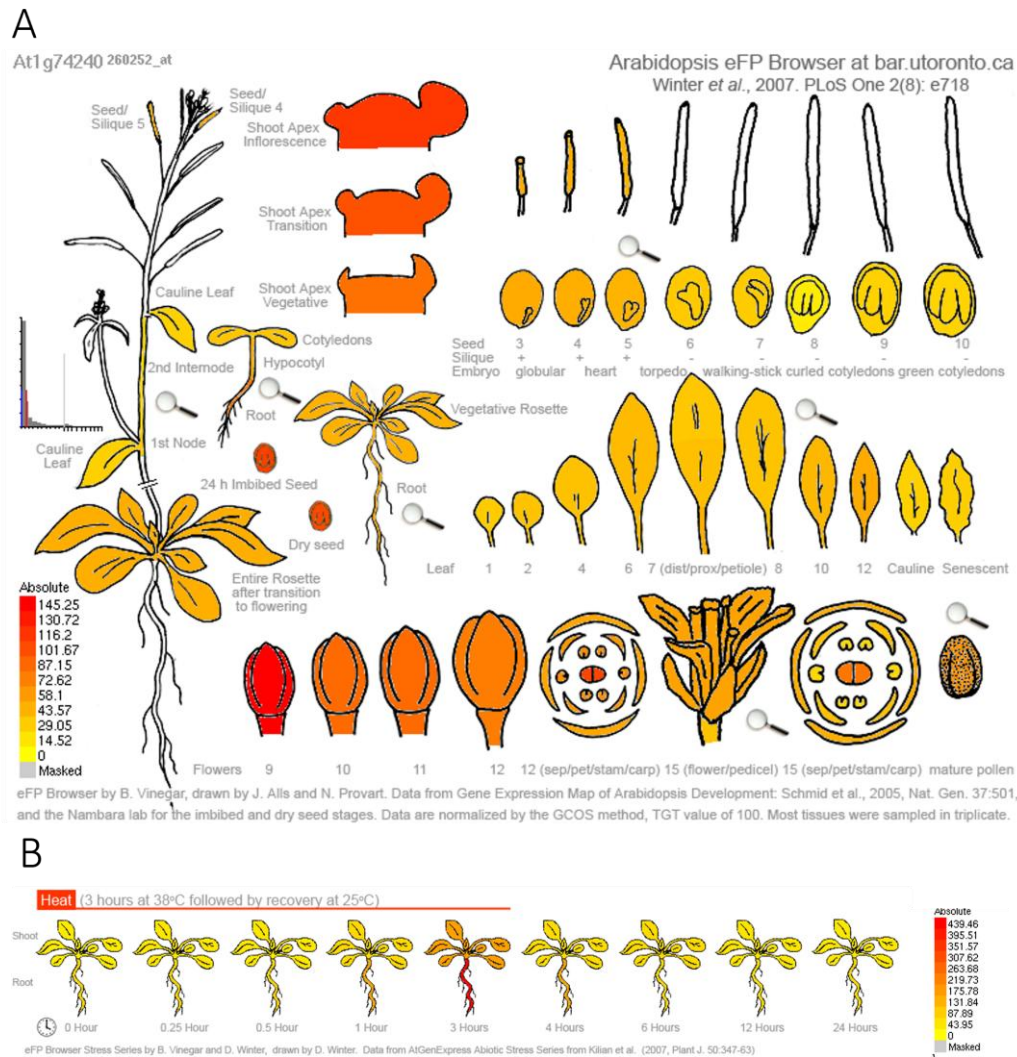 A
At1g74240 260252_at
Arabidopsis eFP Browser at bar.utoronto.ca
Winter et al., 2007. PLoS One 2(8): e718
Seed/
Silique 5
Seed/
Silique 4
Shoot Apex
Inflorescence
Shoot Apex
Transition
Shoot Apex
Vegetative
Cauline Leaf
2nd Internode
1st Node
Cauline
Leaf
Cotyledons
Hypocotyl
Root
24 h Imbibed Seed
Dry seed
Vegetative Rosette
Root
Entire Rosette
after transition
to flowering
Seed 3 4 5 6 7 8 9 10
Silique + + + - - - - -
Embryo globular heart torpedo walking-stick curled cotyledons green cotyledons
Leaf 1 2 4 6 7 (dist/prox/petiole) 8 10 12 Cauline Senescent
Absolute
145.25
130.72
116.2
101.67
87.15
72.62
58.1
43.57
29.05
14.52
0
Masked
Flowers 9 10 11 12 12 (sep/pet/stam/carp) 15 (flower/pedicel) 15 (sep/pet/stam/carp) mature pollen
eFP Browser by B. Vinegar, drawn by J. Alls and N. Provart. Data from Gene Expression Map of Arabidopsis Development: Schmid et al., 2005, Nat. Gen. 37:501,
and the Nambara lab for the imbibed and dry seed stages. Data are normalized by the GCOS method, TGT value of 100. Most tissues were sampled in triplicate.
B
Heat (3 hours at 38ºC followed by recovery at 25ºC)
Shoot
Root
0 Hour 0.25 Hour 0.5 Hour 1 Hour 3 Hours 4 Hours 6 Hours 12 Hours 24 Hours
Absolute
439.46
395.51
351.57
307.62
263.68
219.73
175.78
131.84
87.89
43.95
0
Masked
eFP Browser Stress Series by B. Vinegar and D. Winter, drawn by D. Winter. Data from AtGenExpress Abiotic Stress Series from Kilian et al. (2007, Plant J. 50:347-63)